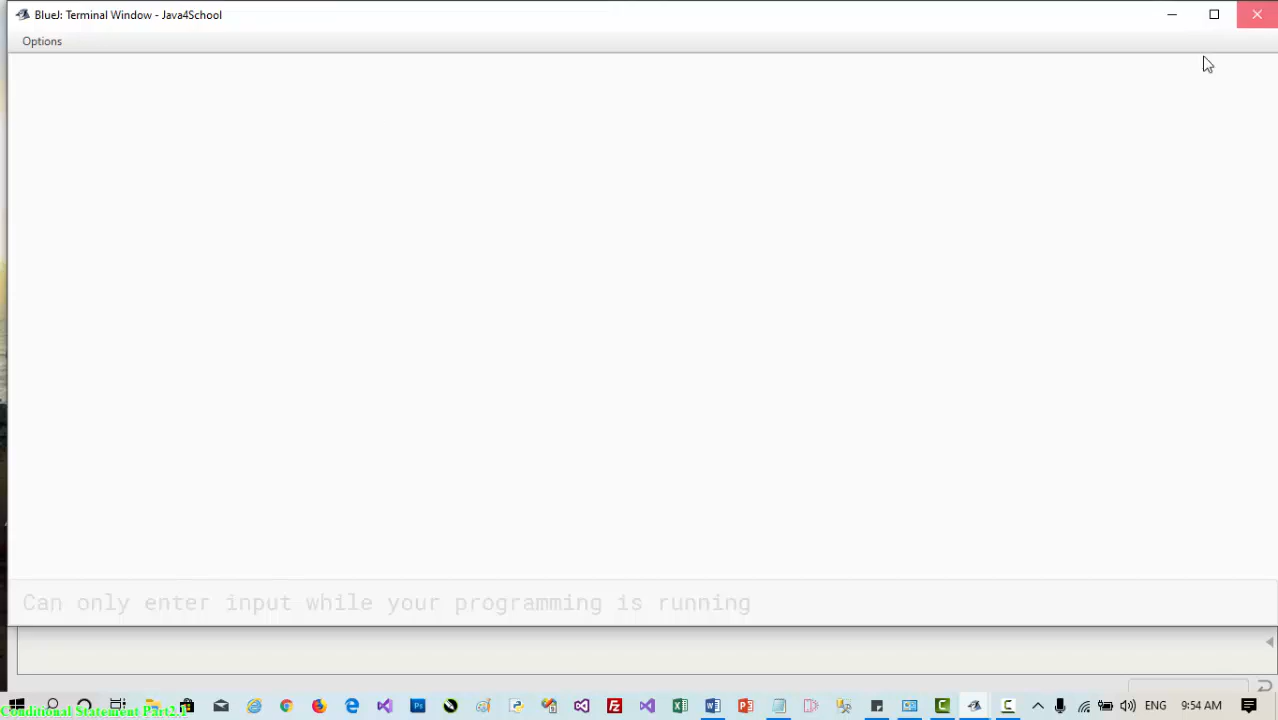 BlueJ: Terminal Window - Java4School
Options
Can only enter input while your programming is running
ENG
9:54 AM
Conditional Statement Part2.1